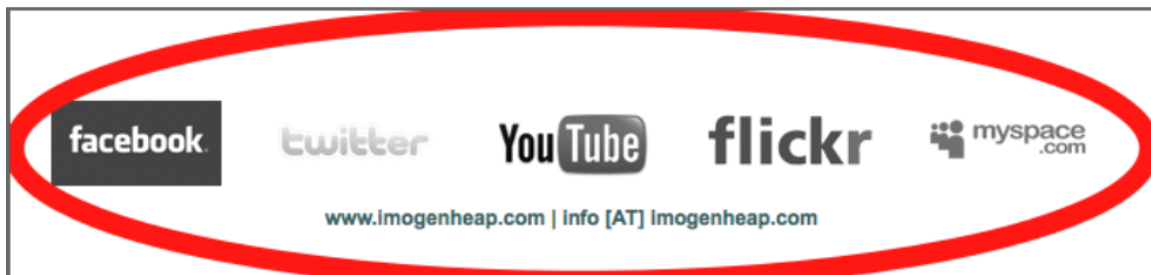 facebook. twitter YouTube flickr myspace.com
www.imogenheap.com | info [AT] imogenheap.com